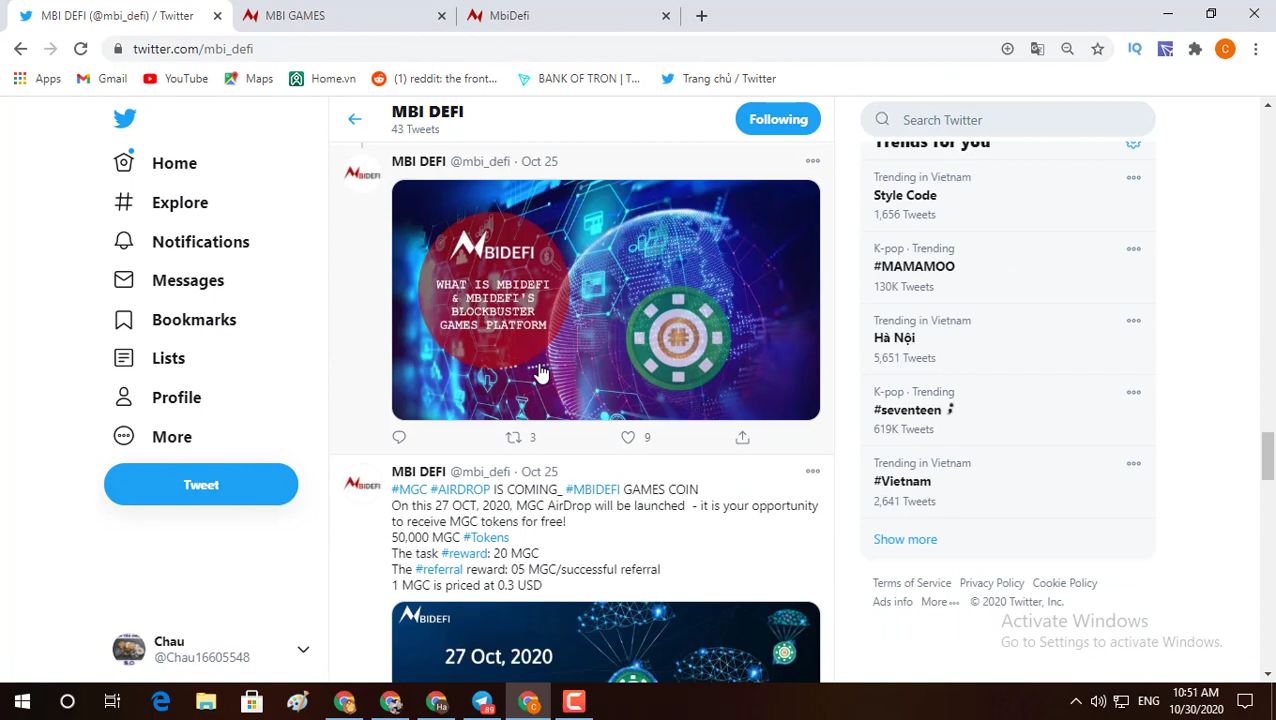 MBI DEFI (@mbi_defi) / Twitter
MBI GAMES
MbiDefi
twitter.com/mbi_defi
Apps
Gmail
YouTube
Maps
Home.vn
(1) reddit: the front...
BANK OF TRON | T...
Trang chủ / Twitter
Home
Explore
Notifications
Messages
Bookmarks
Lists
Profile
More
Tweet
Chau
@Chau16605548
MBI DEFI
43 Tweets
Following
MBI DEFI @mbi_defi · Oct 25
MBIDEFI
MBIDEFI
WHAT IS MBIDEFI
& MBIDEFI'S
BLOCKBUSTER
GAMES PLATFORM
3
9
MBI DEFI @mbi_defi · Oct 25
MBIDEFI
#MGC #AIRDROP IS COMING_ #MBIDEFI GAMES COIN
On this 27 OCT, 2020, MGC AirDrop will be launched - it is your opportunity
to receive MGC tokens for free!
50,000 MGC #Tokens
The task #reward: 20 MGC
The #referral reward: 05 MGC/successful referral
1 MGC is priced at 0.3 USD
MBIDEFI
27 Oct, 2020
Search Twitter
Trends for you
Trending in Vietnam
Style Code
1,656 Tweets
K-pop · Trending
#MAMAMOO
130K Tweets
Trending in Vietnam
Hà Nội
5,651 Tweets
K-pop · Trending
#seventeen
619K Tweets
Trending in Vietnam
#Vietnam
2,641 Tweets
Show more
Terms of Service Privacy Policy Cookie Policy
Ads info More··· © 2020 Twitter, Inc.
Activate Windows
Go to Settings to activate Windows.
89
Ha
C
C
IQ
ENG
10:51 AM
10/30/2020